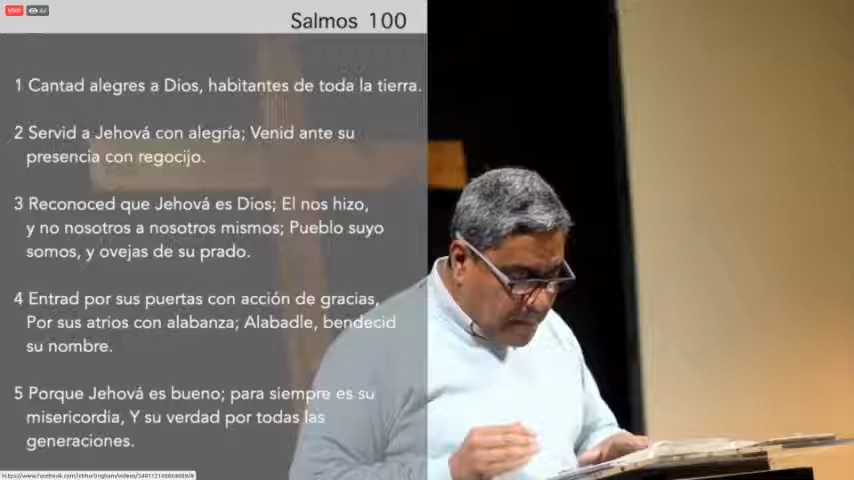 VIVO
Salmos 100
1 Cantad alegres a Dios, habitantes de toda la tierra.
2 Servid a Jehová con alegría; Venid ante su
presencia con regocijo.
3 Reconoced que Jehová es Dios; El nos hizo,
y no nosotros a nosotros mismos; Pueblo suyo
somos, y ovejas de su prado.
4 Entrad por sus puertas con acción de gracias,
Por sus atrios con alabanza; Alabadle, bendecid
su nombre.
5 Porque Jehová es bueno; para siempre es su
misericordia, Y su verdad por todas las
generaciones.